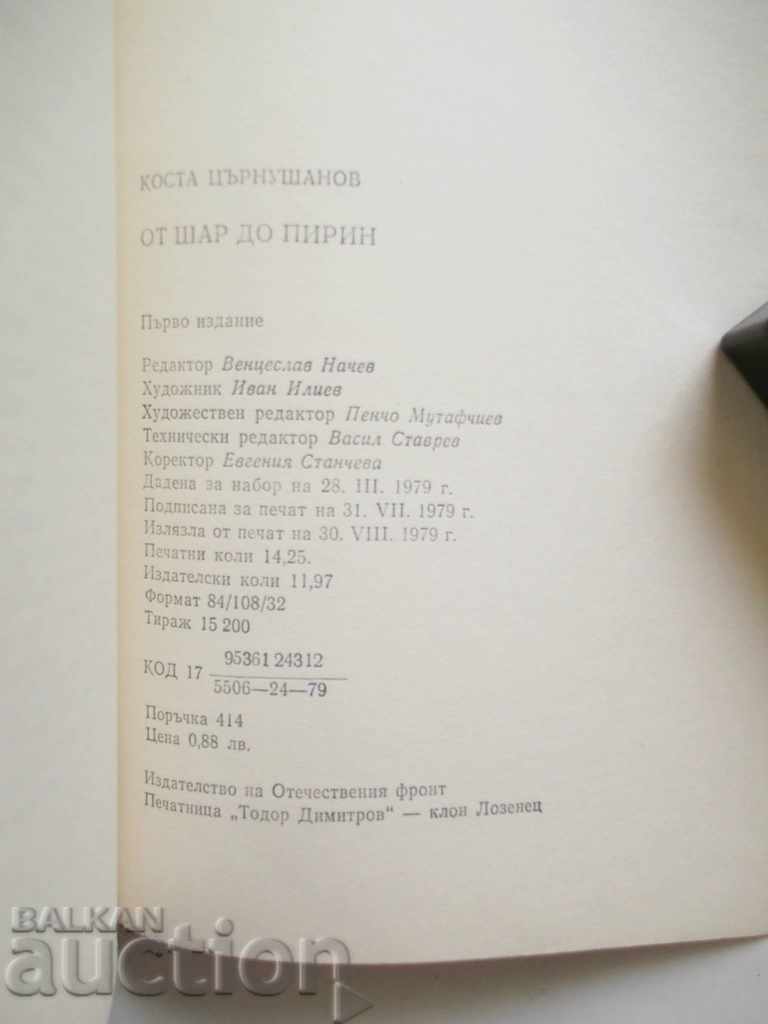 КОСТА ЦЪРНУШАНОВ
ОТ ШАР ДО ПИРИН
Първо издание
Редактор Венцеслав Начев
Художник Иван Илиев
Художествен редактор Пенчо Мутафчиев
Технически редактор Васил Ставрев
Коректор Евгения Станчева
Дадена за набор на 28. III. 1979 г.
Подписана за печат на 31. VII. 1979 г.
Излязла от печат на 30. VIII. 1979 г.
Печатни коли 14,25.
Издателски коли 11,97
Формат 84/108/32
Тираж 15 200
КОД 17 95361 24312
5506—24—79
Поръчка 414
Цена 0,88 лв.
Издателство на Отечествения фронт
Печатница „Тодор Димитров“ — клон Лозенец
BALKAN
auction